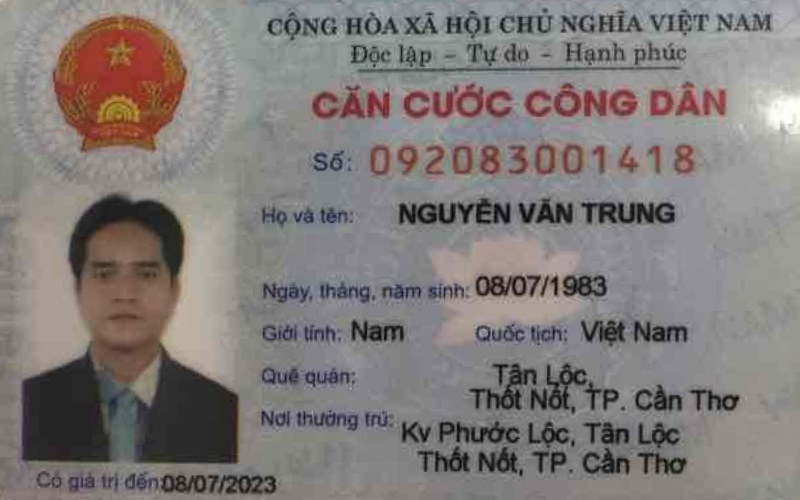 CỘNG HÒA XÃ HỘI CHỦ NGHĨA VIỆT NAM
Độc lập - Tự do - Hạnh phúc
CĂN CƯỚC CÔNG DÂN
Số: 092083001418
Họ và tên: NGUYỄN VĂN TRUNG
Ngày, tháng, năm sinh: 08/07/1983
Giới tính: Nam Quốc tịch: Việt Nam
Quê quán: Tân Lộc,
Thốt Nốt, TP. Cần Thơ
Nơi thường trú: Kv Phước Lộc, Tân Lộc
Thốt Nốt, TP. Cần Thơ
Có giá trị đến: 08/07/2023